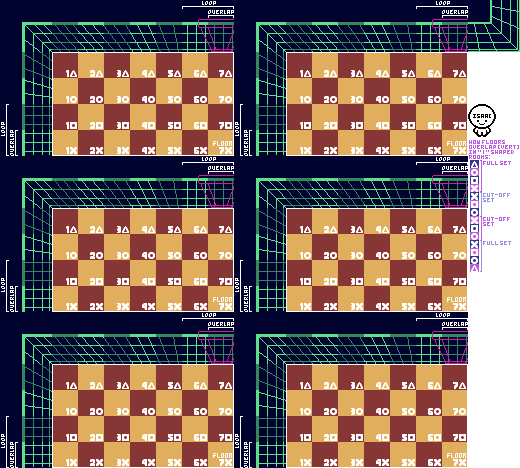 LOOP
OVERLAP
1△ 2△ 3△ 4△ 5△ 6△ 7△
1O 2O 3O 4O 5O 6O 7O
1□ 2□ 3□ 4□ 5□ 6□ 7□
FLOOR
1X 2X 3X 4X 5X 6X 7X
LOOP
OVERLAP
LOOP
OVERLAP
1△ 2△ 3△ 4△ 5△ 6△ 7△
1O 2O 3O 4O 5O 6O 7O
1□ 2□ 3□ 4□ 5□ 6□ 7□
FLOOR
1X 2X 3X 4X 5X 6X 7X
LOOP
OVERLAP
ISAAC
HOW FLOORS
OVERLAP (VERT)
IN "I" SHAPED
ROOMS:
FULL SET
CUT-OFF
SET
CUT-OFF
SET
FULL SET
LOOP
OVERLAP
1△ 2△ 3△ 4△ 5△ 6△ 7△
1O 2O 3O 4O 5O 6O 7O
1□ 2□ 3□ 4□ 5□ 6□ 7□
FLOOR
1X 2X 3X 4X 5X 6X 7X
LOOP
OVERLAP
LOOP
OVERLAP
1△ 2△ 3△ 4△ 5△ 6△ 7△
1O 2O 3O 4O 5O 6O 7O
1□ 2□ 3□ 4□ 5□ 6□ 7□
FLOOR
1X 2X 3X 4X 5X 6X 7X
LOOP
OVERLAP
LOOP
OVERLAP
1△ 2△ 3△ 4△ 5△ 6△ 7△
1O 2O 3O 4O 5O 6O 7O
1□ 2□ 3□ 4□ 5□ 6□ 7□
FLOOR
1X 2X 3X 4X 5X 6X 7X
LOOP
OVERLAP
LOOP
OVERLAP
1△ 2△ 3△ 4△ 5△ 6△ 7△
1O 2O 3O 4O 5O 6O 7O
1□ 2□ 3□ 4□ 5□ 6□ 7□
FLOOR
1X 2X 3X 4X 5X 6X 7X
LOOP
OVERLAP